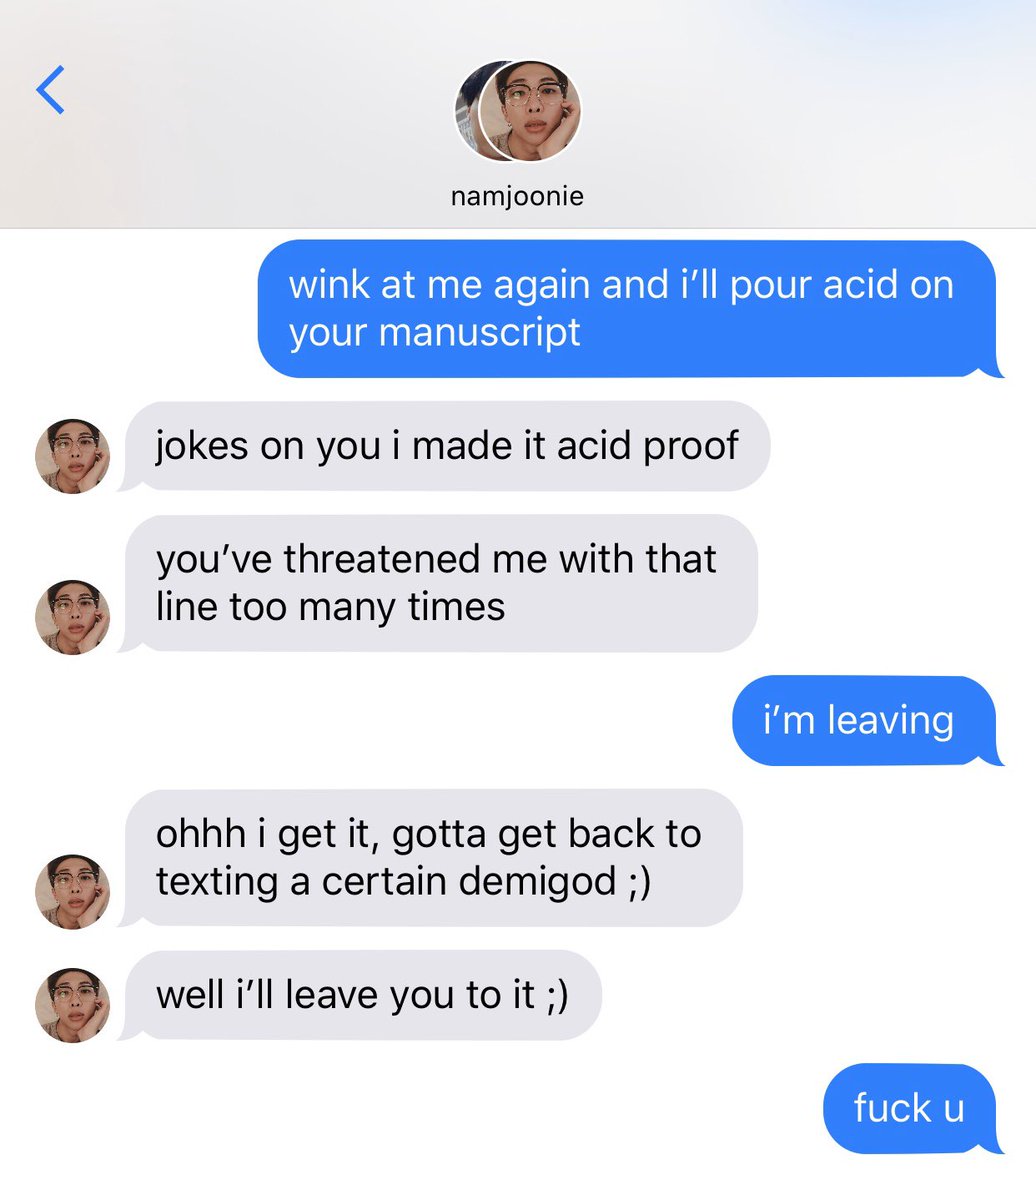 namjoonie
wink at me again and i’ll pour acid on
your manuscript
jokes on you i made it acid proof
you’ve threatened me with that
line too many times
i’m leaving
ohhh i get it, gotta get back to
texting a certain demigod ;)
well i’ll leave you to it ;)
fuck u